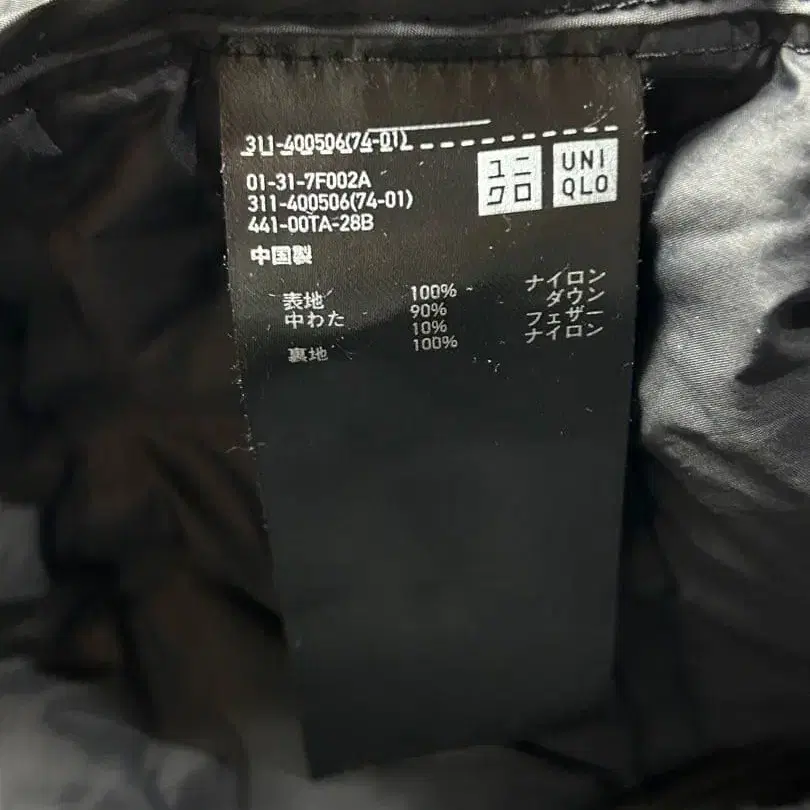 311-400506(74-01)
ユニ
クロ
UNI
QLO
01-31-7F002A
311-400506(74-01)
441-00TA-28B
中国製
表地 100% ナイロン
中わた 90% ダウン
10% フェザー
裏地 100% ナイロン